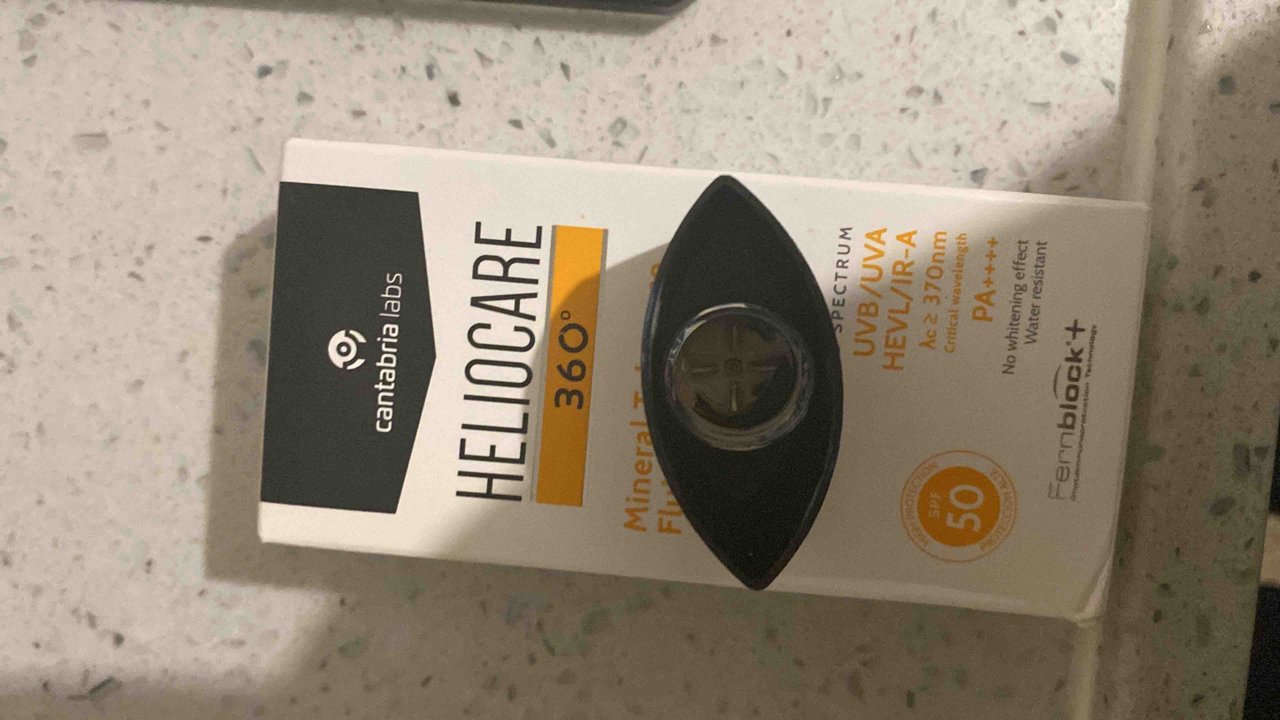 cantabria labs
HELIOCARE
360°
Mineral
SPECTRUM
UVB/UVA
HEVL/IR-A
λc ≥ 370nm
Critical wavelength
PA++++
No whitening effect
Water resistant
SPF
50
Fernblock®+